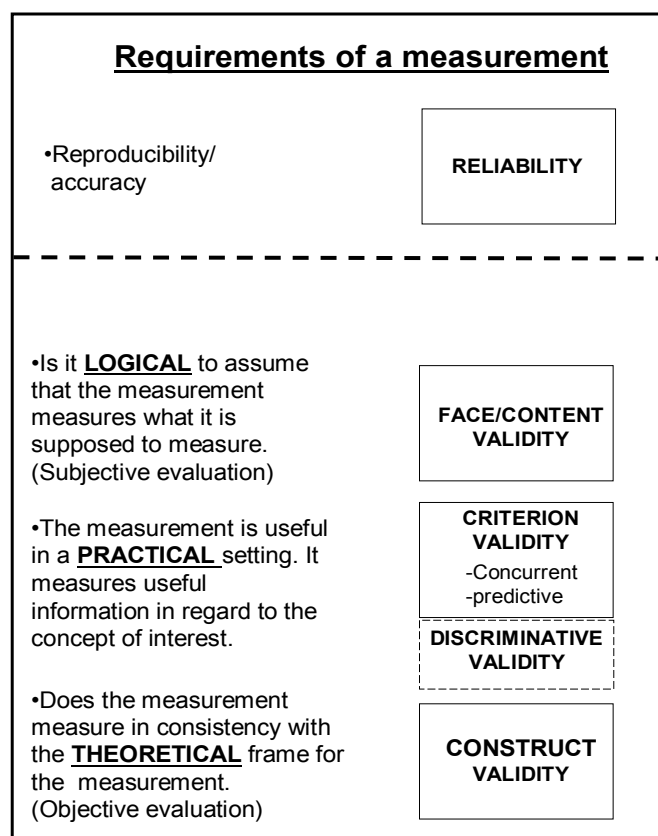 Requirements of a measurement
•Reproducibility/
accuracy
RELIABILITY
•Is it LOGICAL to assume
that the measurement
measures what it is
supposed to measure.
(Subjective evaluation)
FACE/CONTENT
VALIDITY
•The measurement is useful
in a PRACTICAL setting. It
measures useful
information in regard to the
concept of interest.
CRITERION
VALIDITY
-Concurrent
-predictive
DISCRIMINATIVE
VALIDITY
•Does the measurement
measure in consistency with
the THEORETICAL frame for
the measurement.
(Objective evaluation)
CONSTRUCT
VALIDITY